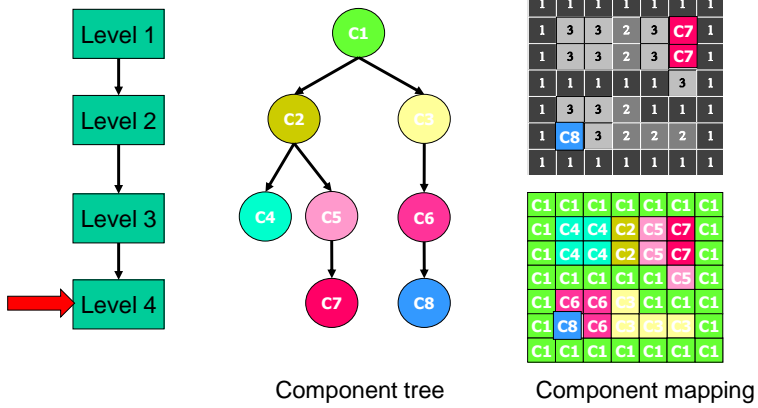 Level 1
Level 2
Level 3
Level 4
C1
C2 C3
C4 C5 C6
C7 C8
1 1 1 1 1 1 1
1 3 3 2 3 C7 1
1 3 3 2 3 C7 1
1 1 1 1 1 3 1
1 3 3 2 1 1 1
1 C8 3 2 2 2 1
1 1 1 1 1 1 1
C1 C1 C1 C1 C1 C1 C1
C1 C4 C4 C2 C5 C7 C1
C1 C4 C4 C2 C5 C7 C1
C1 C1 C1 C1 C1 C5 C1
C1 C6 C6 C3 C1 C1 C1
C1 C8 C6 C3 C3 C3 C1
C1 C1 C1 C1 C1 C1 C1
Component tree
Component mapping